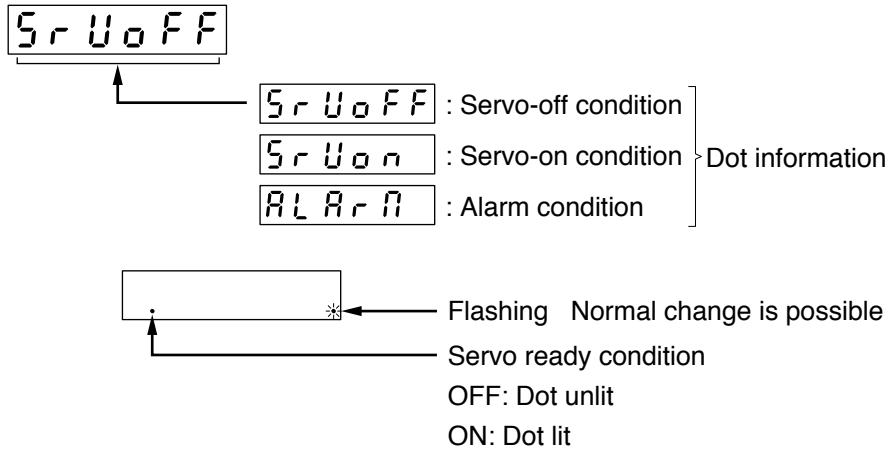 SrUoFF
SrUoFF : Servo-off condition
SrUon : Servo-on condition
Dot information
ALArM : Alarm condition
Flashing Normal change is possible
Servo ready condition
OFF: Dot unlit
ON: Dot lit